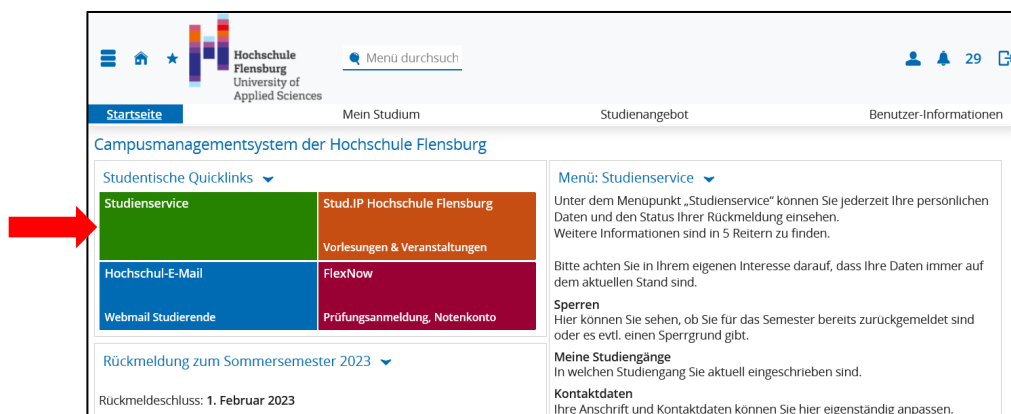 Hochschule
Flensburg
University of
Applied Sciences
Menü durchsuch
29
Startseite
Mein Studium
Studienangebot
Benutzer-Informationen
Campusmanagementsystem der Hochschule Flensburg
Studentische Quicklinks
Studienservice
Stud.IP Hochschule Flensburg
Vorlesungen & Veranstaltungen
Hochschul-E-Mail
Webmail Studierende
FlexNow
Prüfungsanmeldung, Notenkonto
Rückmeldung zum Sommersemester 2023
Rückmeldeschluss: 1. Februar 2023
Menü: Studienservice
Unter dem Menüpunkt „Studienservice“ können Sie jederzeit Ihre persönlichen
Daten und den Status Ihrer Rückmeldung einsehen.
Weitere Informationen sind in 5 Reitern zu finden.
Bitte achten Sie in Ihrem eigenen Interesse darauf, dass Ihre Daten immer auf
dem aktuellen Stand sind.
Sperren
Hier können Sie sehen, ob Sie für das Semester bereits zurückgemeldet sind
oder es evtl. einen Sperrgrund gibt.
Meine Studiengänge
In welchen Studiengang Sie aktuell eingeschrieben sind.
Kontaktdaten
Ihre Anschrift und Kontaktdaten können Sie hier eigenständig anpassen.